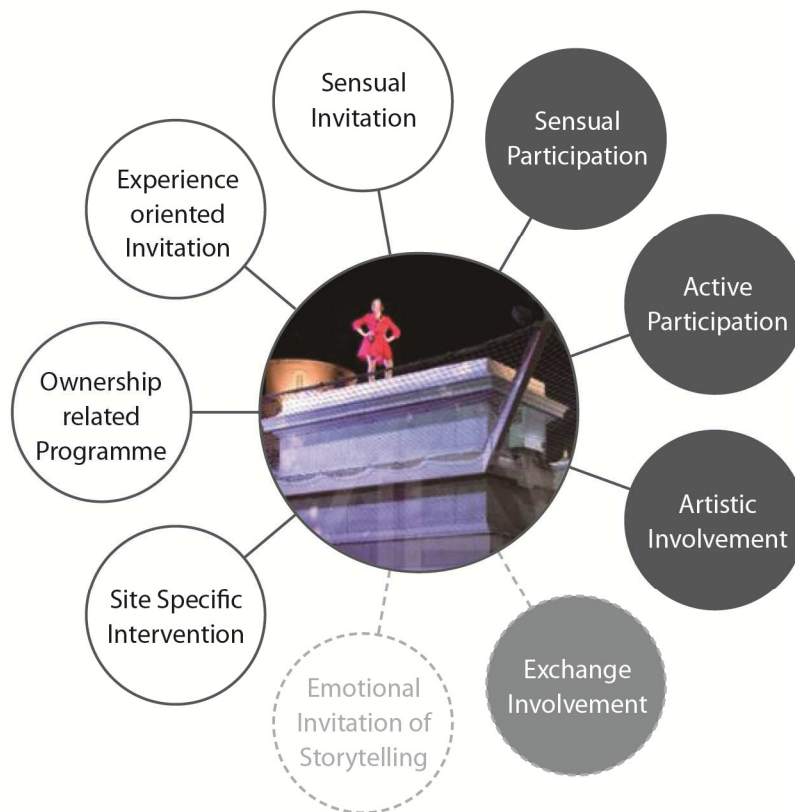 Sensual
Invitation
Sensual
Participation
Experience
oriented
Invitation
Active
Participation
Ownership
related
Programme
Artistic
Involvement
Site Specific
Intervention
Exchange
Involvement
Emotional
Invitation of
Storytelling